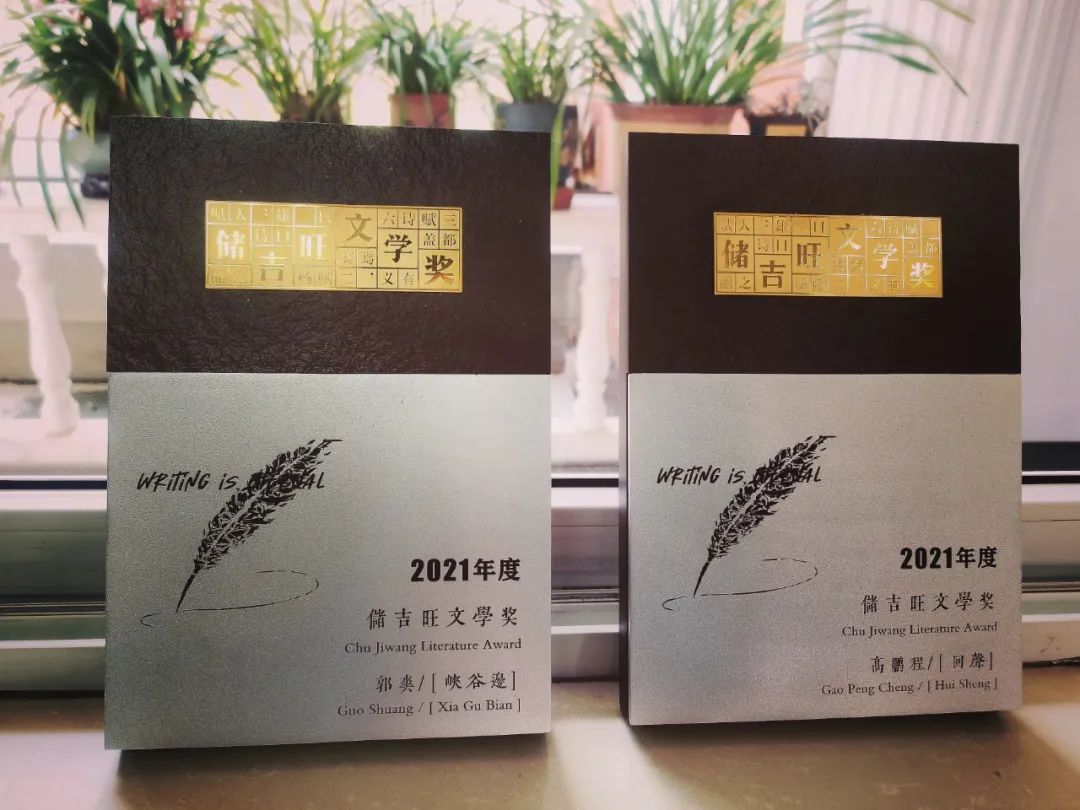 储吉旺文学奖
WRITING IS
2021年度
儲吉旺文學奖
Chu Jiwang Literature Award
郭爽/[峽谷邊]
Guo Shuang / [ Xia Gu Bian ]
储吉旺文学奖
WRITING IS
2021年度
儲吉旺文學奖
Chu Jiwang Literature Award
高鵬程/[回聲]
Gao Peng Cheng / [ Hui Sheng ]